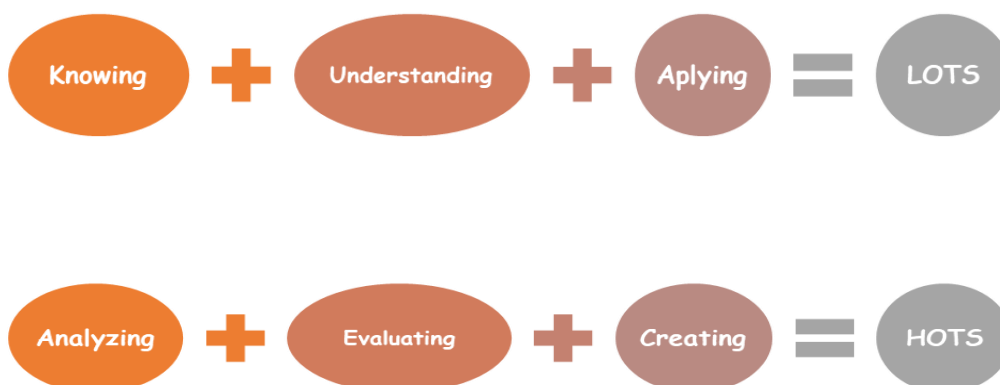 Knowing + Understanding + Aplying = LOTS
Analyzing + Evaluating + Creating = HOTS